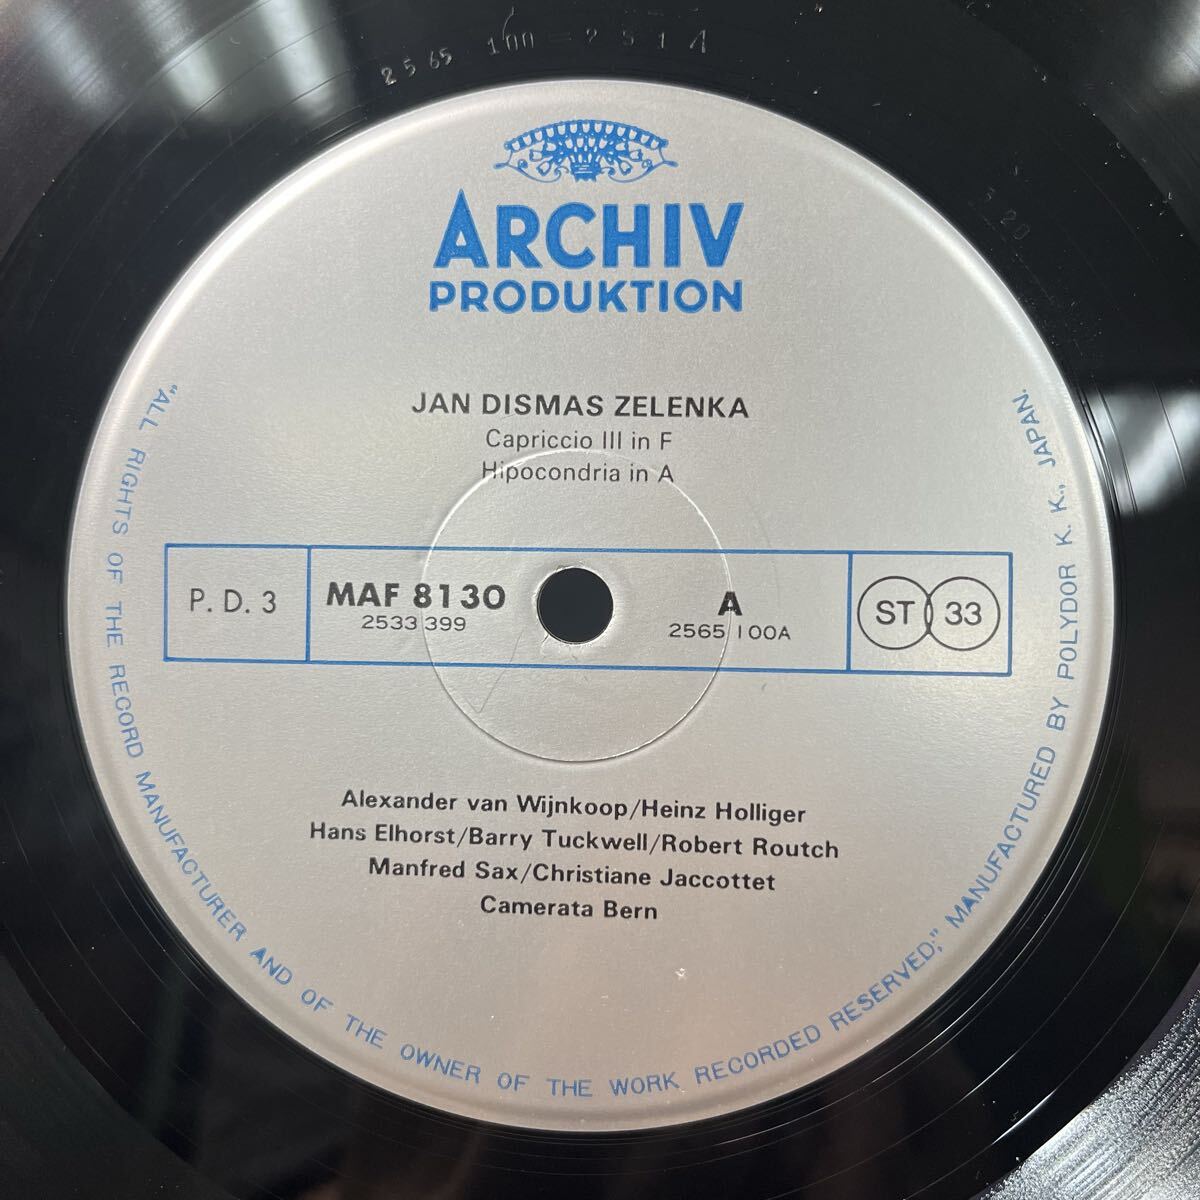 2565 100 = 2 S 1 A
ARCHIV
PRODUKTION
JAN DISMAS ZELENKA
Capriccio III in F
Hipocondria in A
P. D. 3
MAF 8130
2533 399
A
2565 100A
ST 33
Alexander van Wijnkoop/Heinz Holliger
Hans Elhorst/Barry Tuckwell/Robert Routch
Manfred Sax/Christiane Jaccottet
Camerata Bern
"ALL RIGHTS OF THE RECORD MANUFACTURER AND OF THE OWNER OF THE WORK RECORDED RESERVED;" MANUFACTURED BY POLYDOR K. K., JAPAN.